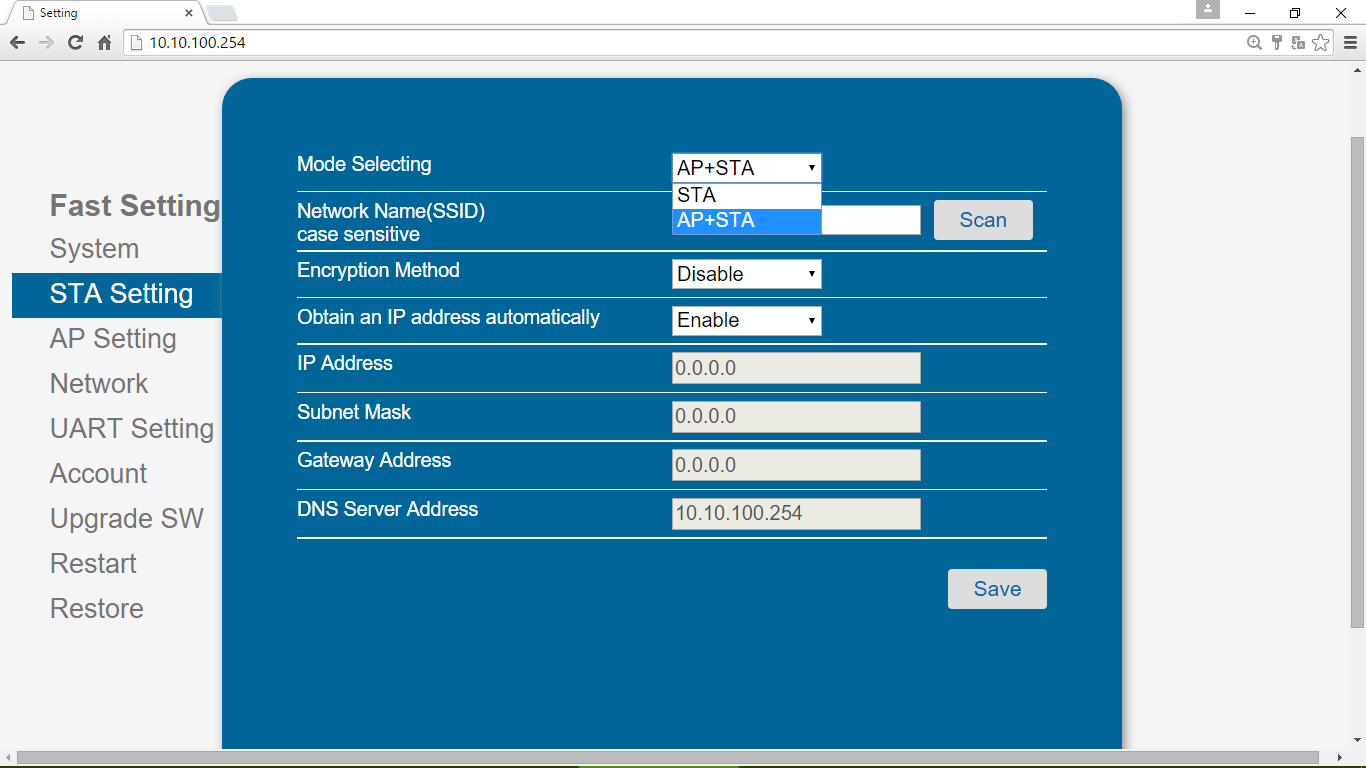 Setting
10.10.100.254
Fast Setting
System
STA Setting
AP Setting
Network
UART Setting
Account
Upgrade SW
Restart
Restore
Mode Selecting
AP+STA
STA
AP+STA
Network Name(SSID)
case sensitive
Scan
Encryption Method
Disable
Obtain an IP address automatically
Enable
IP Address
0.0.0.0
Subnet Mask
0.0.0.0
Gateway Address
0.0.0.0
DNS Server Address
10.10.100.254
Save